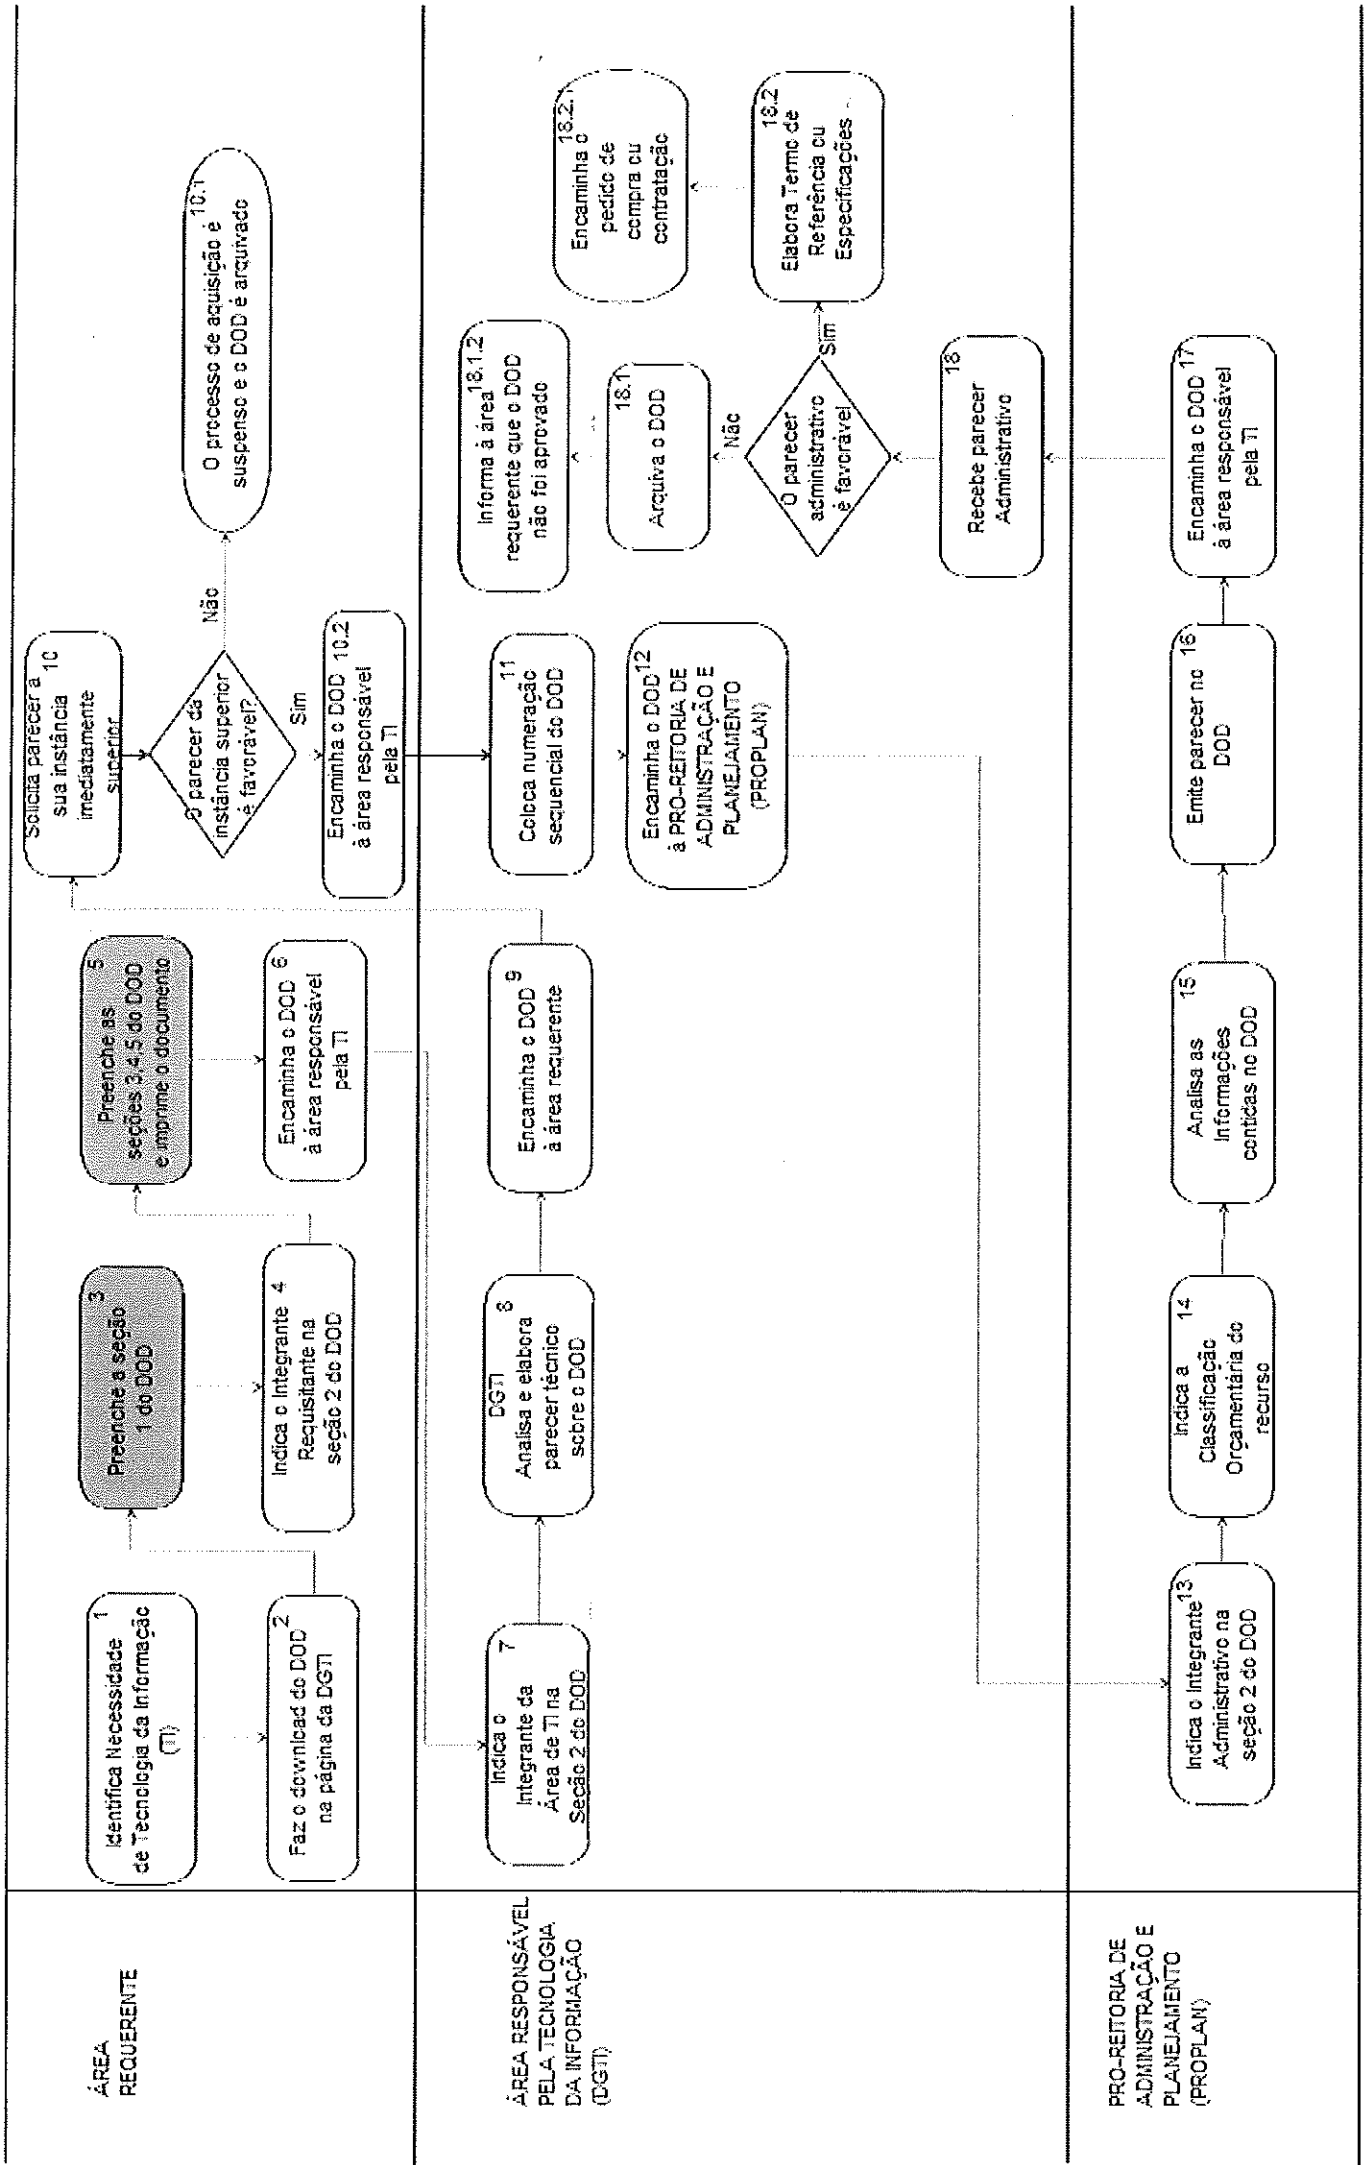 ÁREA
REQUERENTE
1
Identifica Necessidade
de Tecnologia da Informação
(TI)
2
Faz o download do DOD
na página da DGTI
3
Preenche a seção
1 do DOD
4
Indica o Integrante
Requisitante na
seção 2 do DOD
5
Preenche as
seções 3,4,5 do DOD
e imprime o documento
6
Encaminha o DOD
à área responsável
pela TI
10
Solicita parecer a
sua instância
imediatamente
superior
O parecer da
instância superior
é favorável?
Não
Sim
10.1
O processo de aquisição é
suspenso e o DOD é arquivado
10.2
Encaminha o DOD
à área responsável
pela TI
ÁREA RESPONSÁVEL
PELA TECNOLOGIA
DA INFORMAÇÃO
(DGTI)
7
Indica o
Integrante da
Área de TI na
Seção 2 do DOD
8
DGTI
Analisa e elabora
parecer técnico
sobre o DOD
9
Encaminha o DOD
à área requerente
11
Coloca numeração
sequencial do DOD
12
Encaminha o DOD
à PRO-REITORIA DE
ADMINISTRAÇÃO E
PLANEJAMENTO
(PROPLAN)
18.1.2
Informa à área
requerente que o DOD
não foi aprovado
18.1
Arquiva o DOD
Não
O parecer
administrativo
é favorável
Sim
18
Recebe parecer
Administrativo
18.2.
Encaminha o
pedido de
compra ou
contratação
18.2
Elabora Termo de
Referência ou
Especificações
PRO-REITORIA DE
ADMINISTRAÇÃO E
PLANEJAMENTO
(PROPLAN)
13
Indica o Integrante
Administrativo na
seção 2 do DOD
14
Indica a
Classificação
Orçamentária do
recurso
15
Analisa as
Informações
contidas no DOD
16
Emite parecer no
DOD
17
Encaminha o DOD
à área responsável
pela TI